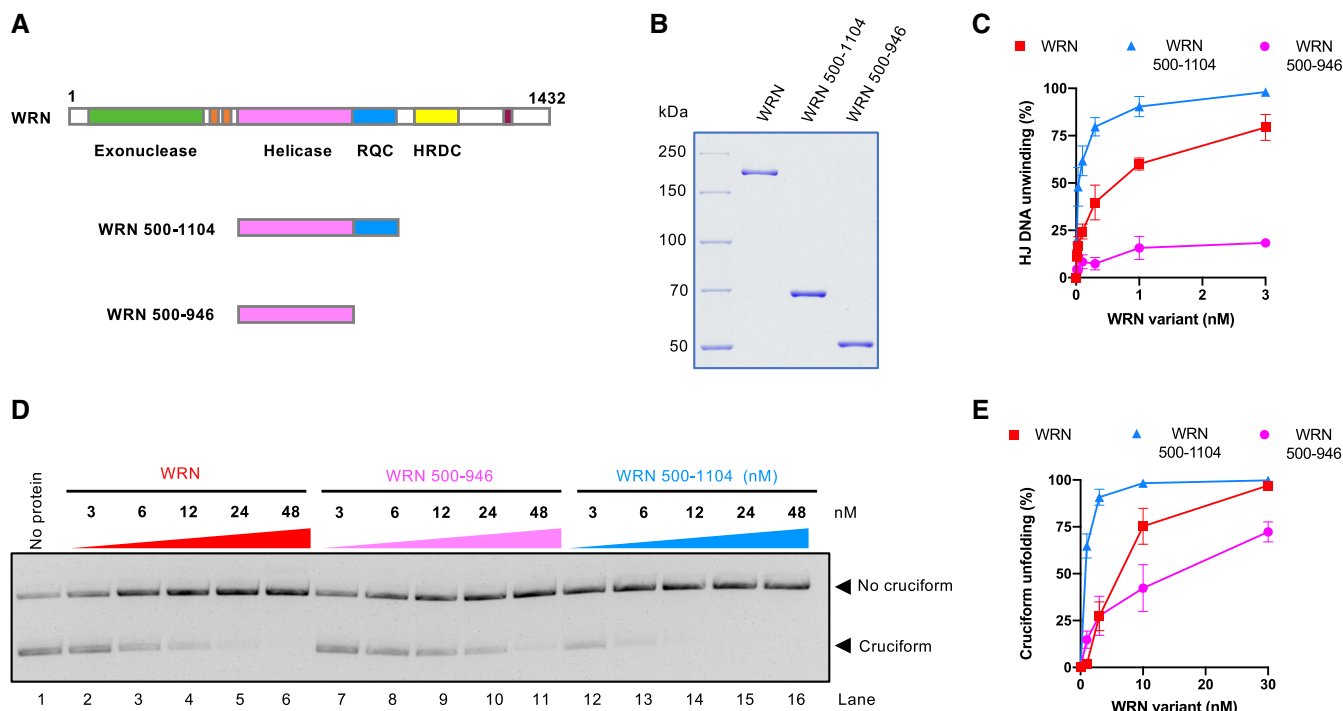 A
1
1432
WRN
Exonuclease
Helicase
RQC
HRDC
WRN 500-1104
WRN 500-946
B
kDa
WRN
WRN 500-1104
WRN 500-946
250
150
100
70
50
C
WRN
WRN
500-1104
WRN
500-946
HJ DNA unwinding (%)
100
75
50
25
0
0
1
2
3
WRN variant (nM)
D
No protein
WRN
WRN 500-946
WRN 500-1104 (nM)
3 6 12 24 48 3 6 12 24 48 3 6 12 24 48 nM
No cruciform
Cruciform
1 2 3 4 5 6 7 8 9 10 11 12 13 14 15 16 Lane
E
WRN
WRN
500-1104
WRN
500-946
Cruciform unfolding (%)
100
75
50
25
0
0
10
20
30
WRN variant (nM)